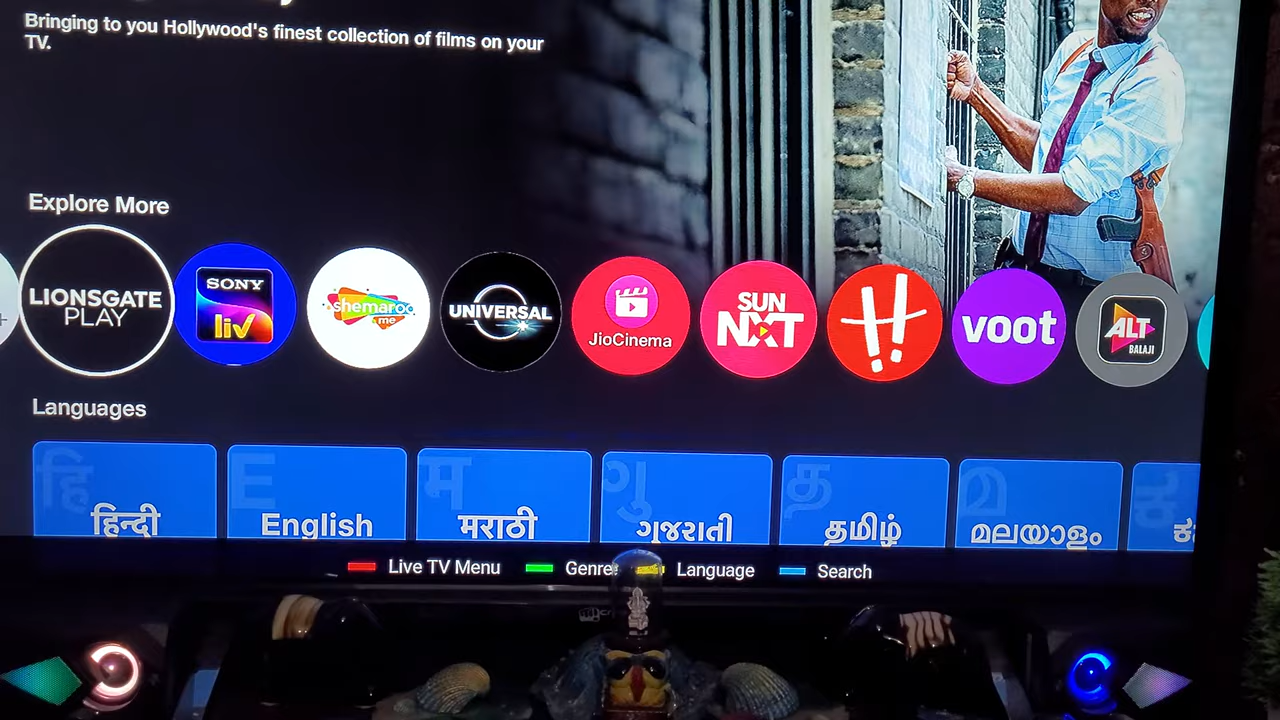 Bringing to you Hollywood's finest collection of films on your
TV.
Explore More
LIONSGATE
PLAY
SONY
liv
shemaroo
me
UNIVERSAL
JioCinema
SUN
NXT
voot
ALT
BALAJI
Languages
हिन्दी
English
मराठी
ગુજરાતી
தமிழ்
മലയാളം
Live TV Menu
Genre
Language
Search